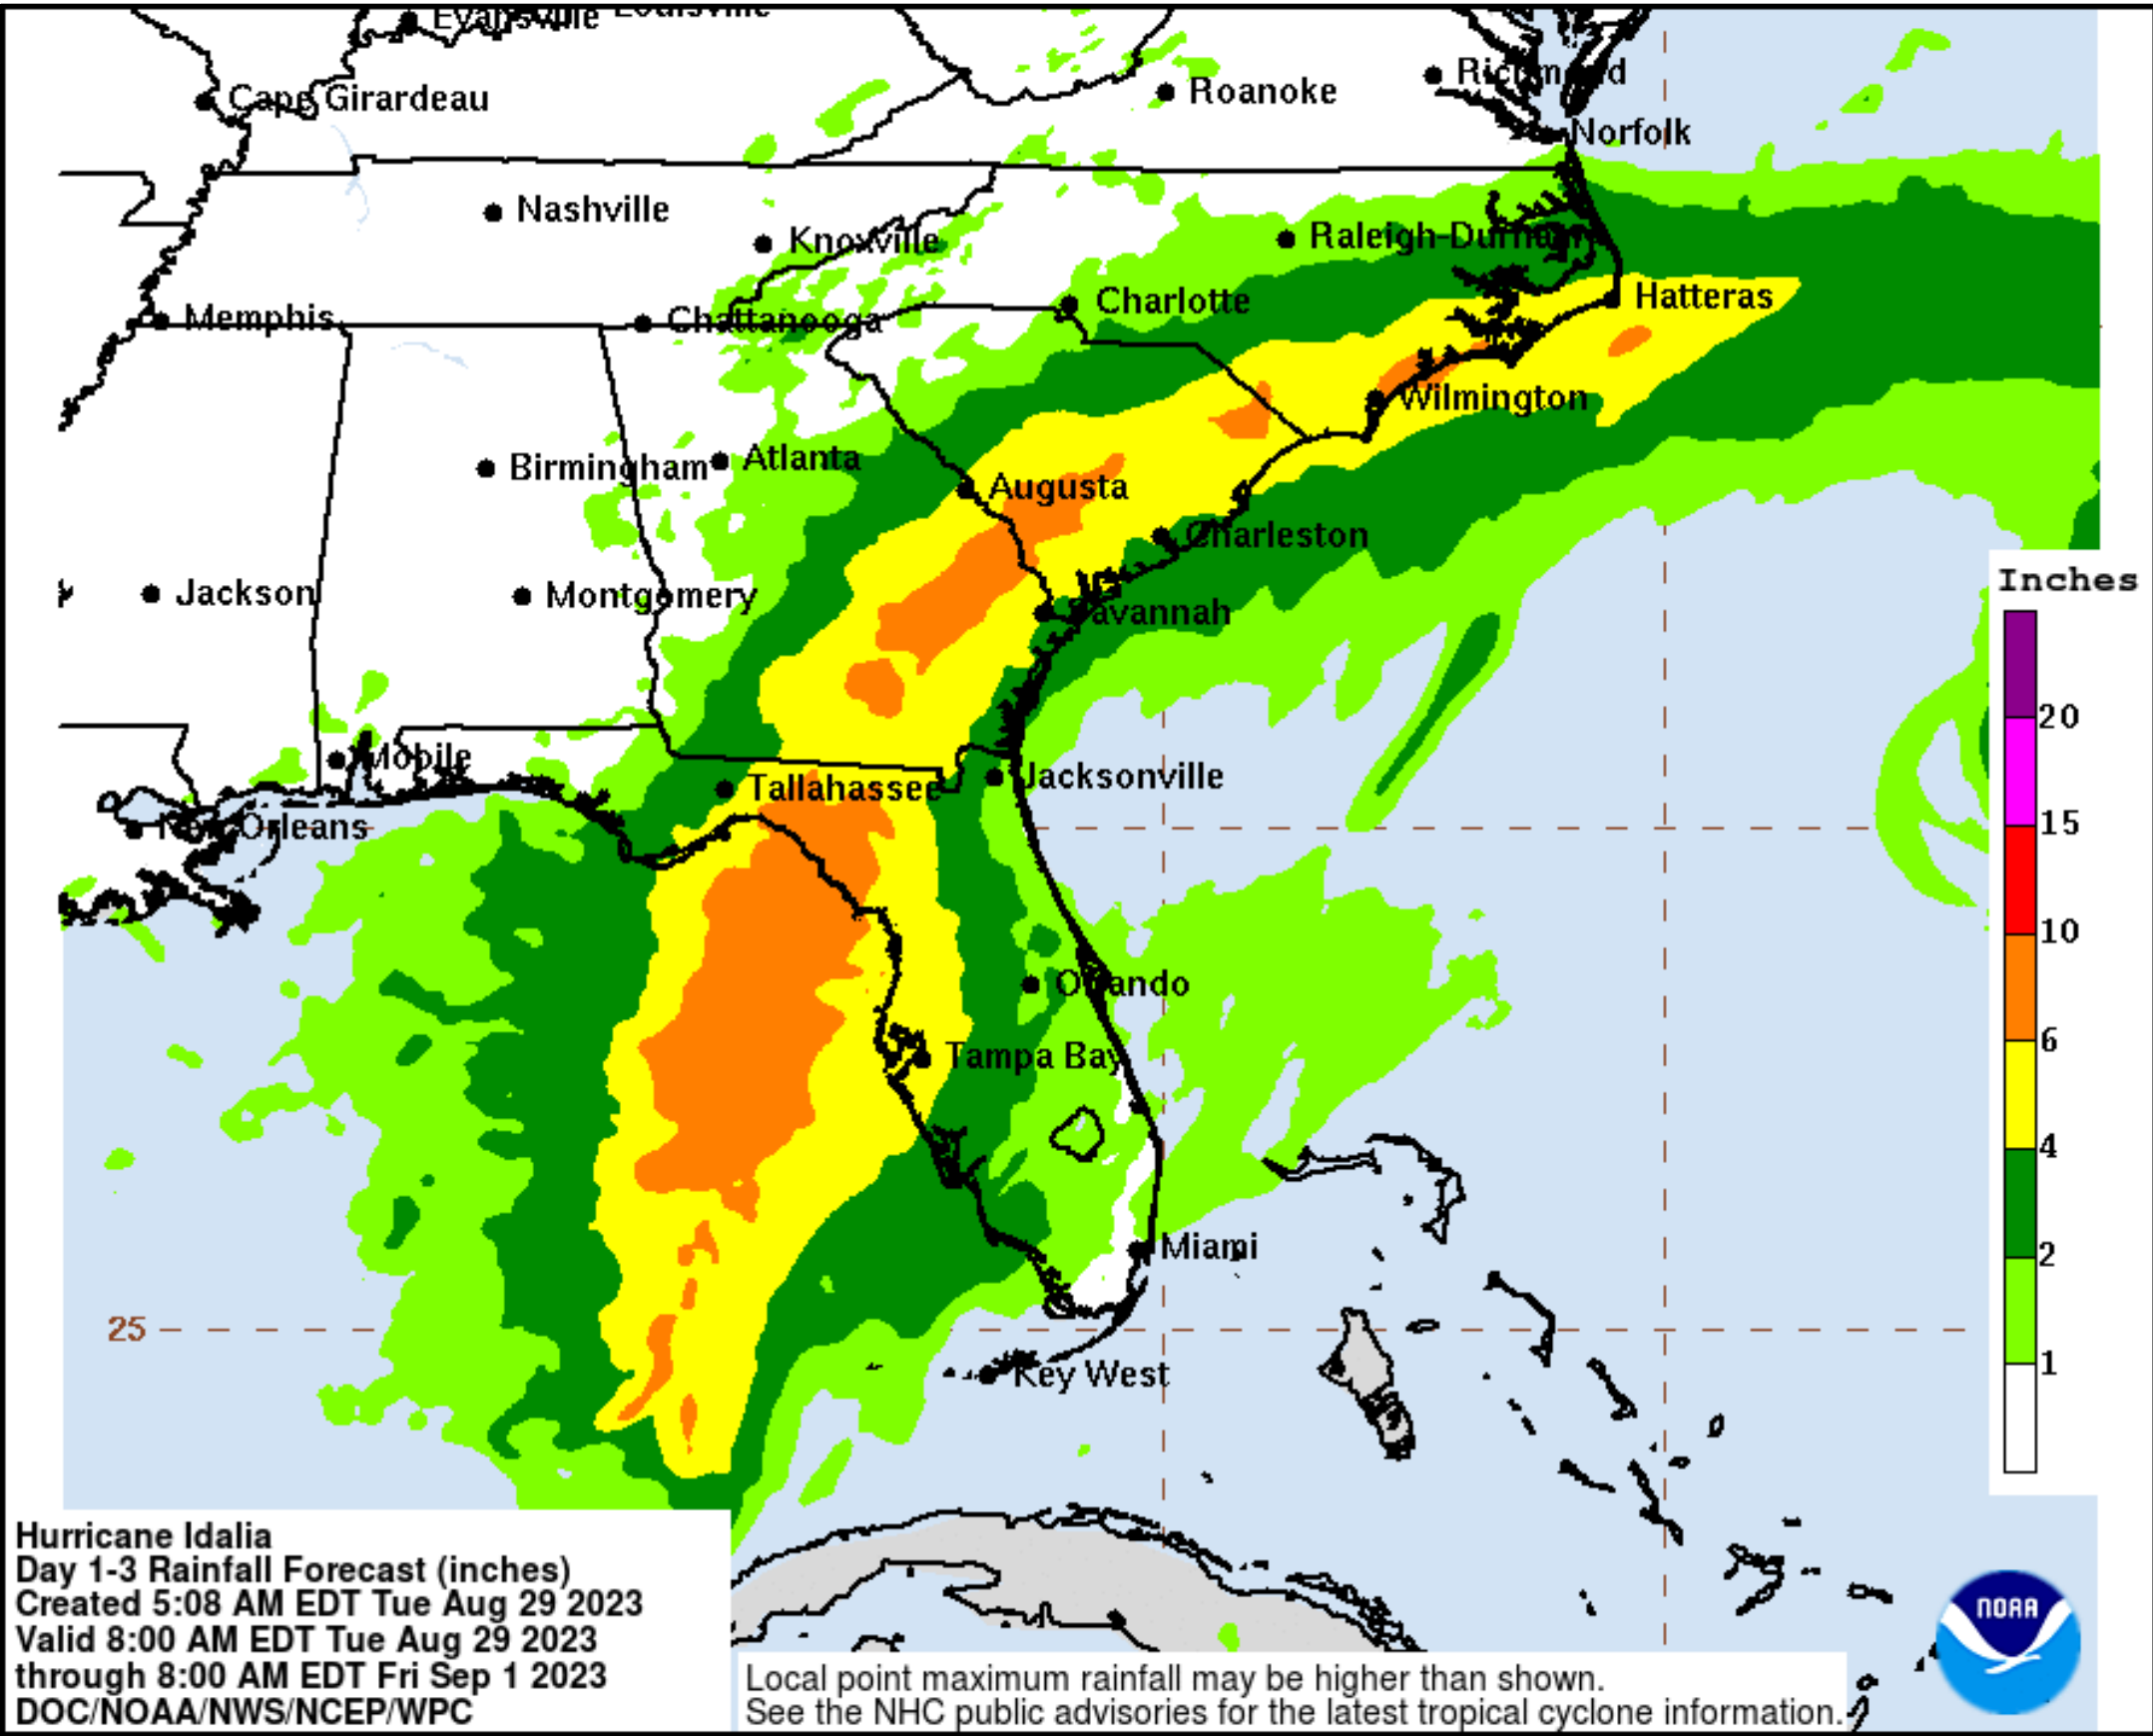 Evansville Louisville
Cape Girardeau
Roanoke
Richmond
Norfolk
Nashville
Knoxville
Raleigh-Durham
Memphis
Chattanooga
Charlotte
Hatteras
Wilmington
Birmingham
Atlanta
Augusta
Charleston
Jackson
Montgomery
Savannah
Mobile
Tallahassee
Jacksonville
New Orleans
Orlando
Tampa Bay
Miami
25
Key West
Inches
20
15
10
6
4
2
1
Hurricane Idalia
Day 1-3 Rainfall Forecast (inches)
Created 5:08 AM EDT Tue Aug 29 2023
Valid 8:00 AM EDT Tue Aug 29 2023
through 8:00 AM EDT Fri Sep 1 2023
DOC/NOAA/NWS/NCEP/WPC
Local point maximum rainfall may be higher than shown.
See the NHC public advisories for the latest tropical cyclone information.
NOAA